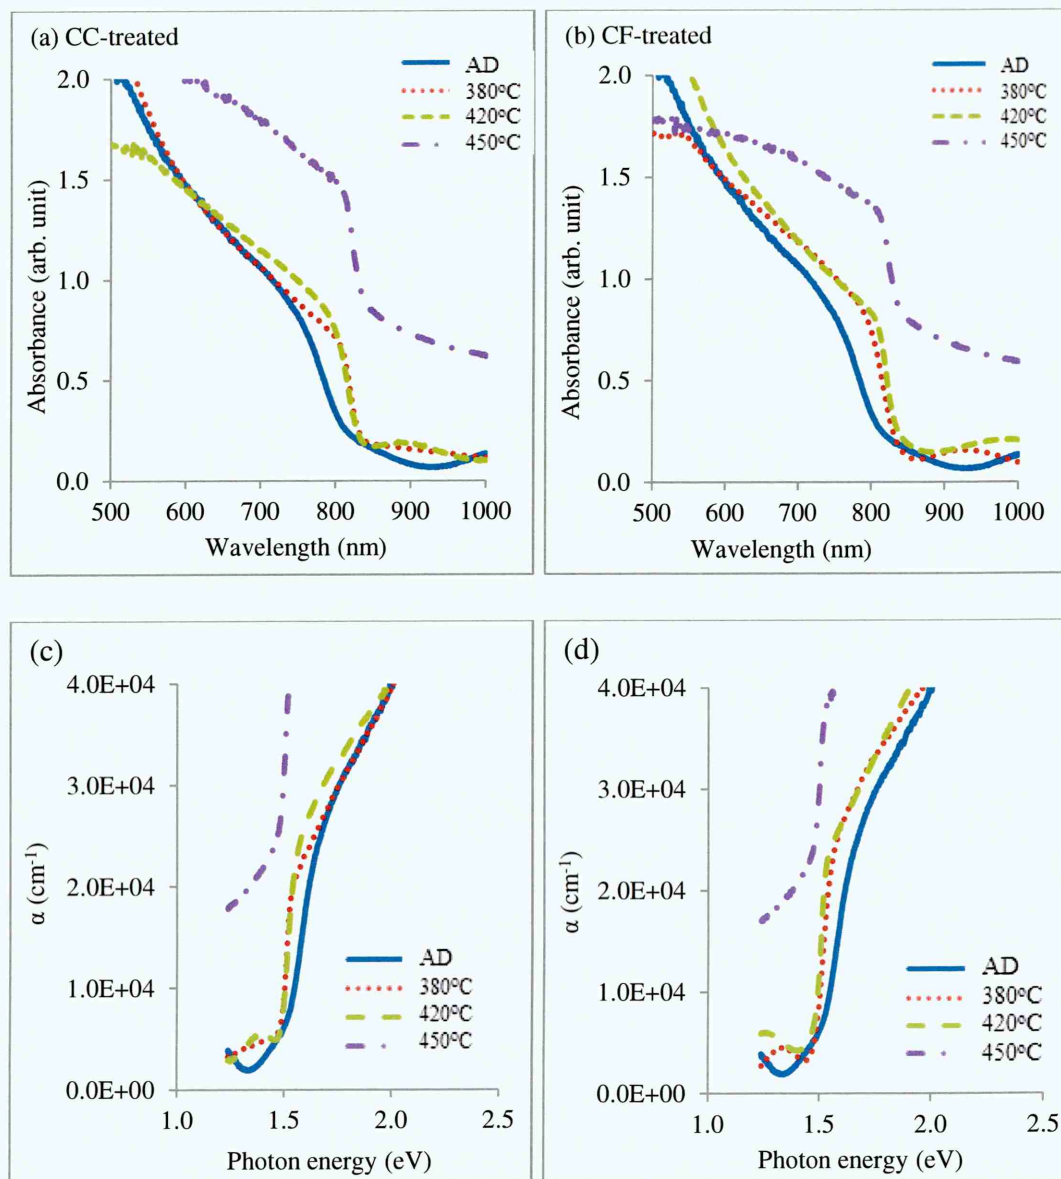 (a) CC-treated
AD
380°C
420°C
450°C
2.0
1.5
1.0
0.5
0.0
500 600 700 800 900 1000
Absorbance (arb. unit)
Wavelength (nm)
(b) CF-treated
AD
380°C
420°C
450°C
2.0
1.5
1.0
0.5
0.0
500 600 700 800 900 1000
Absorbance (arb. unit)
Wavelength (nm)
(c)
4.0E+04
3.0E+04
2.0E+04
1.0E+04
0.0E+00
1.0 1.5 2.0 2.5
α (cm⁻¹)
AD
380°C
420°C
450°C
Photon energy (eV)
(d)
4.0E+04
3.0E+04
2.0E+04
1.0E+04
0.0E+00
1.0 1.5 2.0 2.5
α (cm⁻¹)
AD
380°C
420°C
450°C
Photon energy (eV)